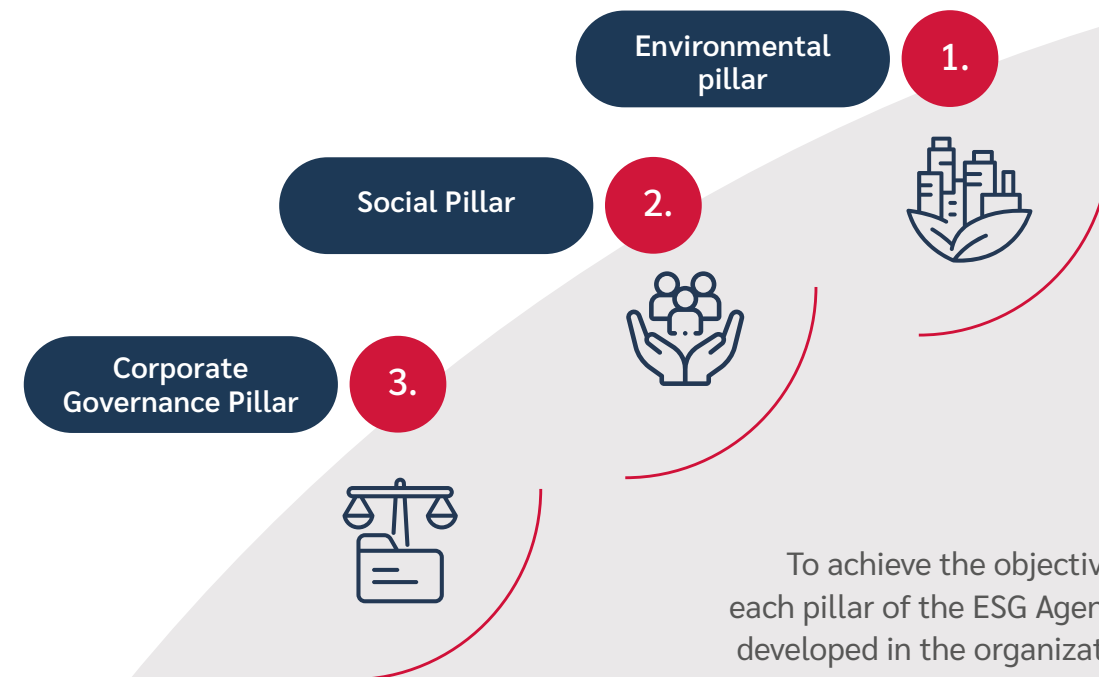 Environmental
pillar
1.
Social Pillar
2.
Corporate
Governance Pillar
3.
To achieve the
each pillar of the ESG
developed in the